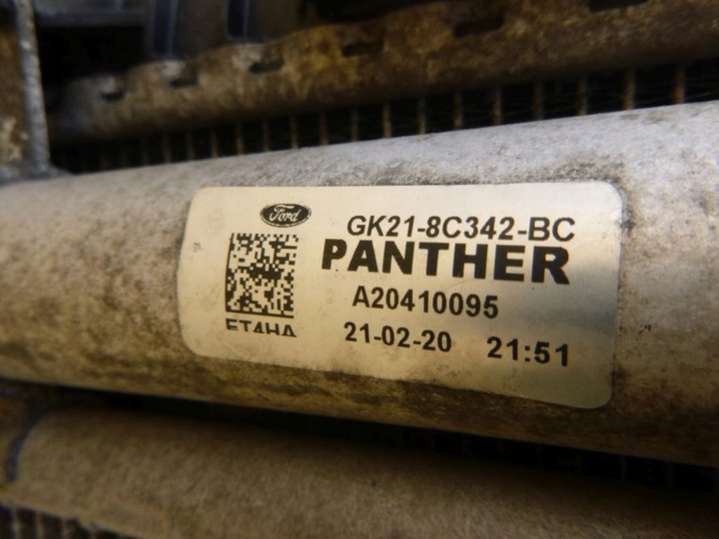 Ford
GK21-8C342-BC
PANTHER
A20410095
ET4HA
21-02-20 21:51